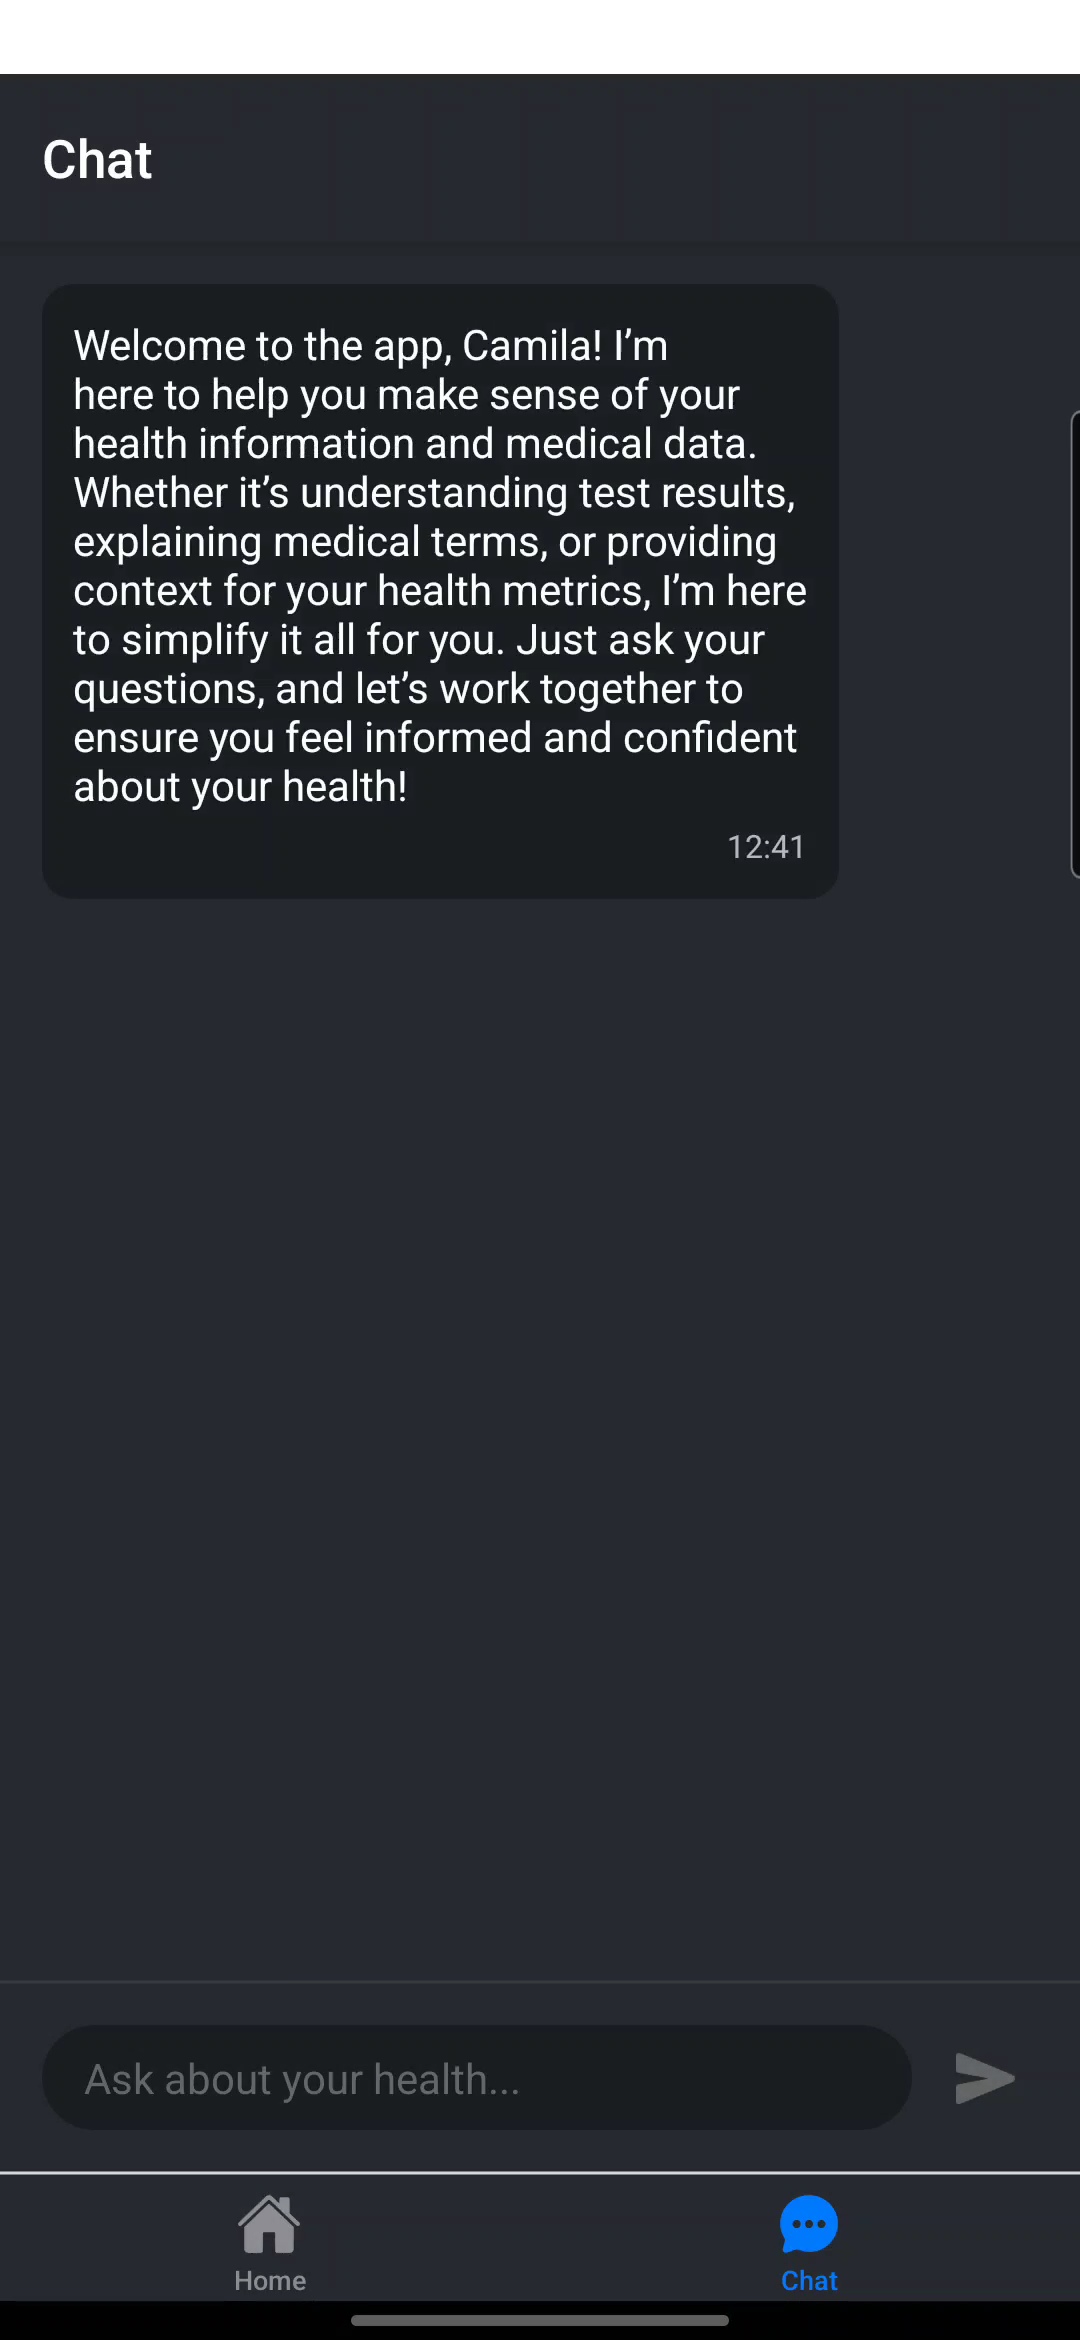 Chat
Welcome to the app, Camila! I’m
here to help you make sense of your
health information and medical data.
Whether it’s understanding test results,
explaining medical terms, or providing
context for your health metrics, I’m here
to simplify it all for you. Just ask your
questions, and let’s work together to
ensure you feel informed and confident
about your health!
12:41
Ask about your health...
Home
Chat